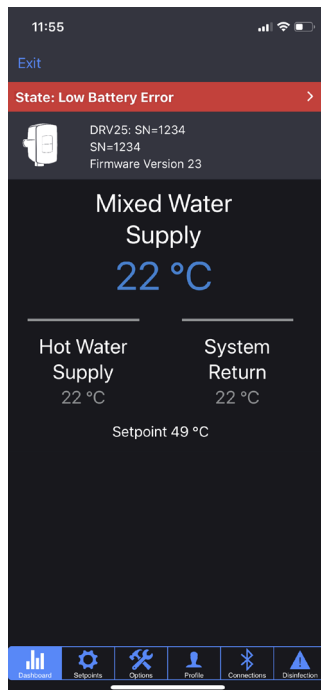 11:55
Exit
State: Low Battery Error
DRV25: SN=1234
SN=1234
Firmware Version 23
Mixed Water
Supply
22 °C
Hot Water
Supply
22 °C
System
Return
22 °C
Setpoint 49 °C
Dashboard
Setpoints
Options
Profile
Connections
Disinfection